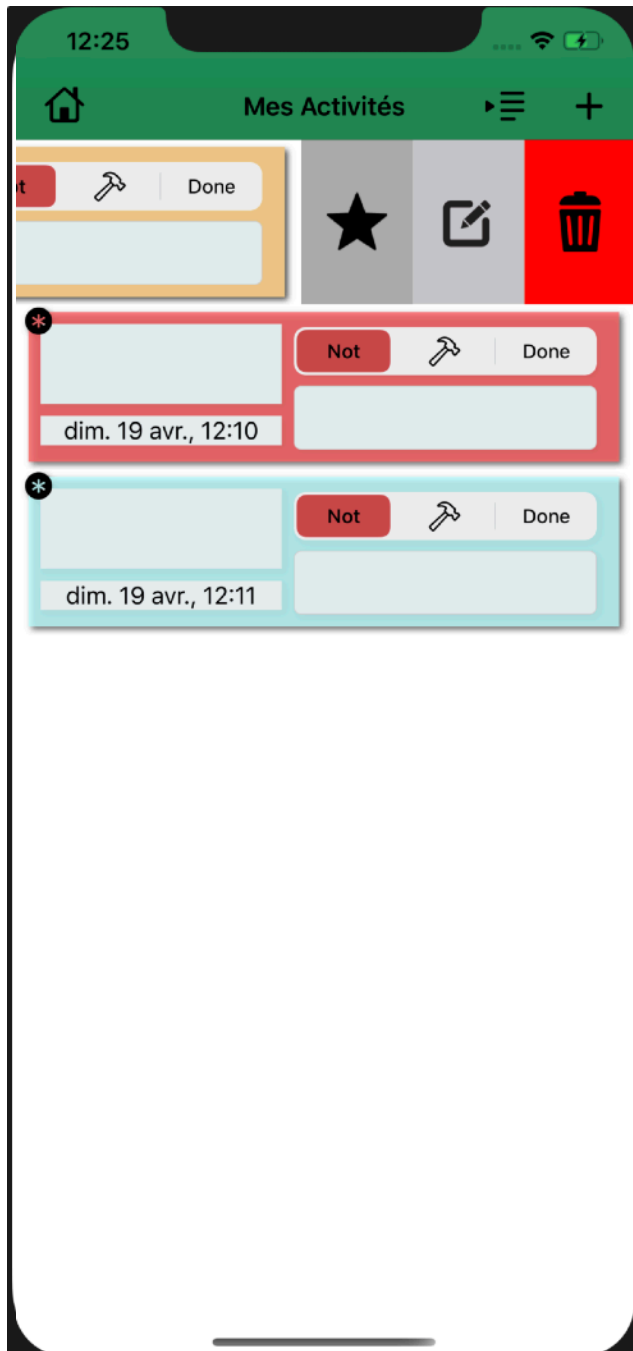 12:25
Mes Activités
Done
Not Done
dim. 19 avr., 12:10
Not Done
dim. 19 avr., 12:11